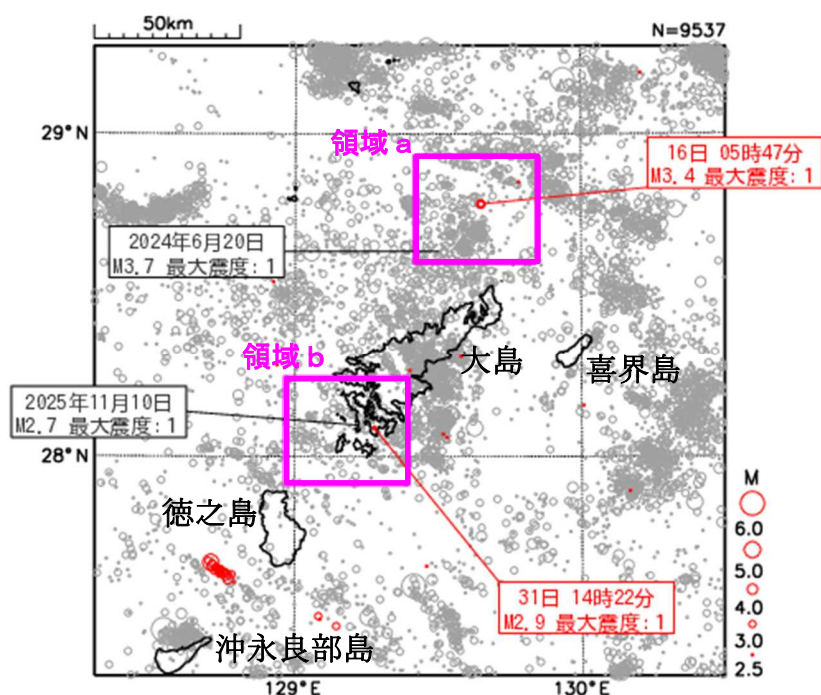 50km
N=9537
29°N
領域a
16日 05時47分
M3.4 最大震度:1
2024年6月20日
M3.7 最大震度:1
大島
喜界島
領域b
2025年11月10日
M2.7 最大震度:1
28°N
徳之島
M
6.0
5.0
4.0
3.0
2.5
31日 14時22分
M2.9 最大震度:1
沖永良部島
129°E
130°E